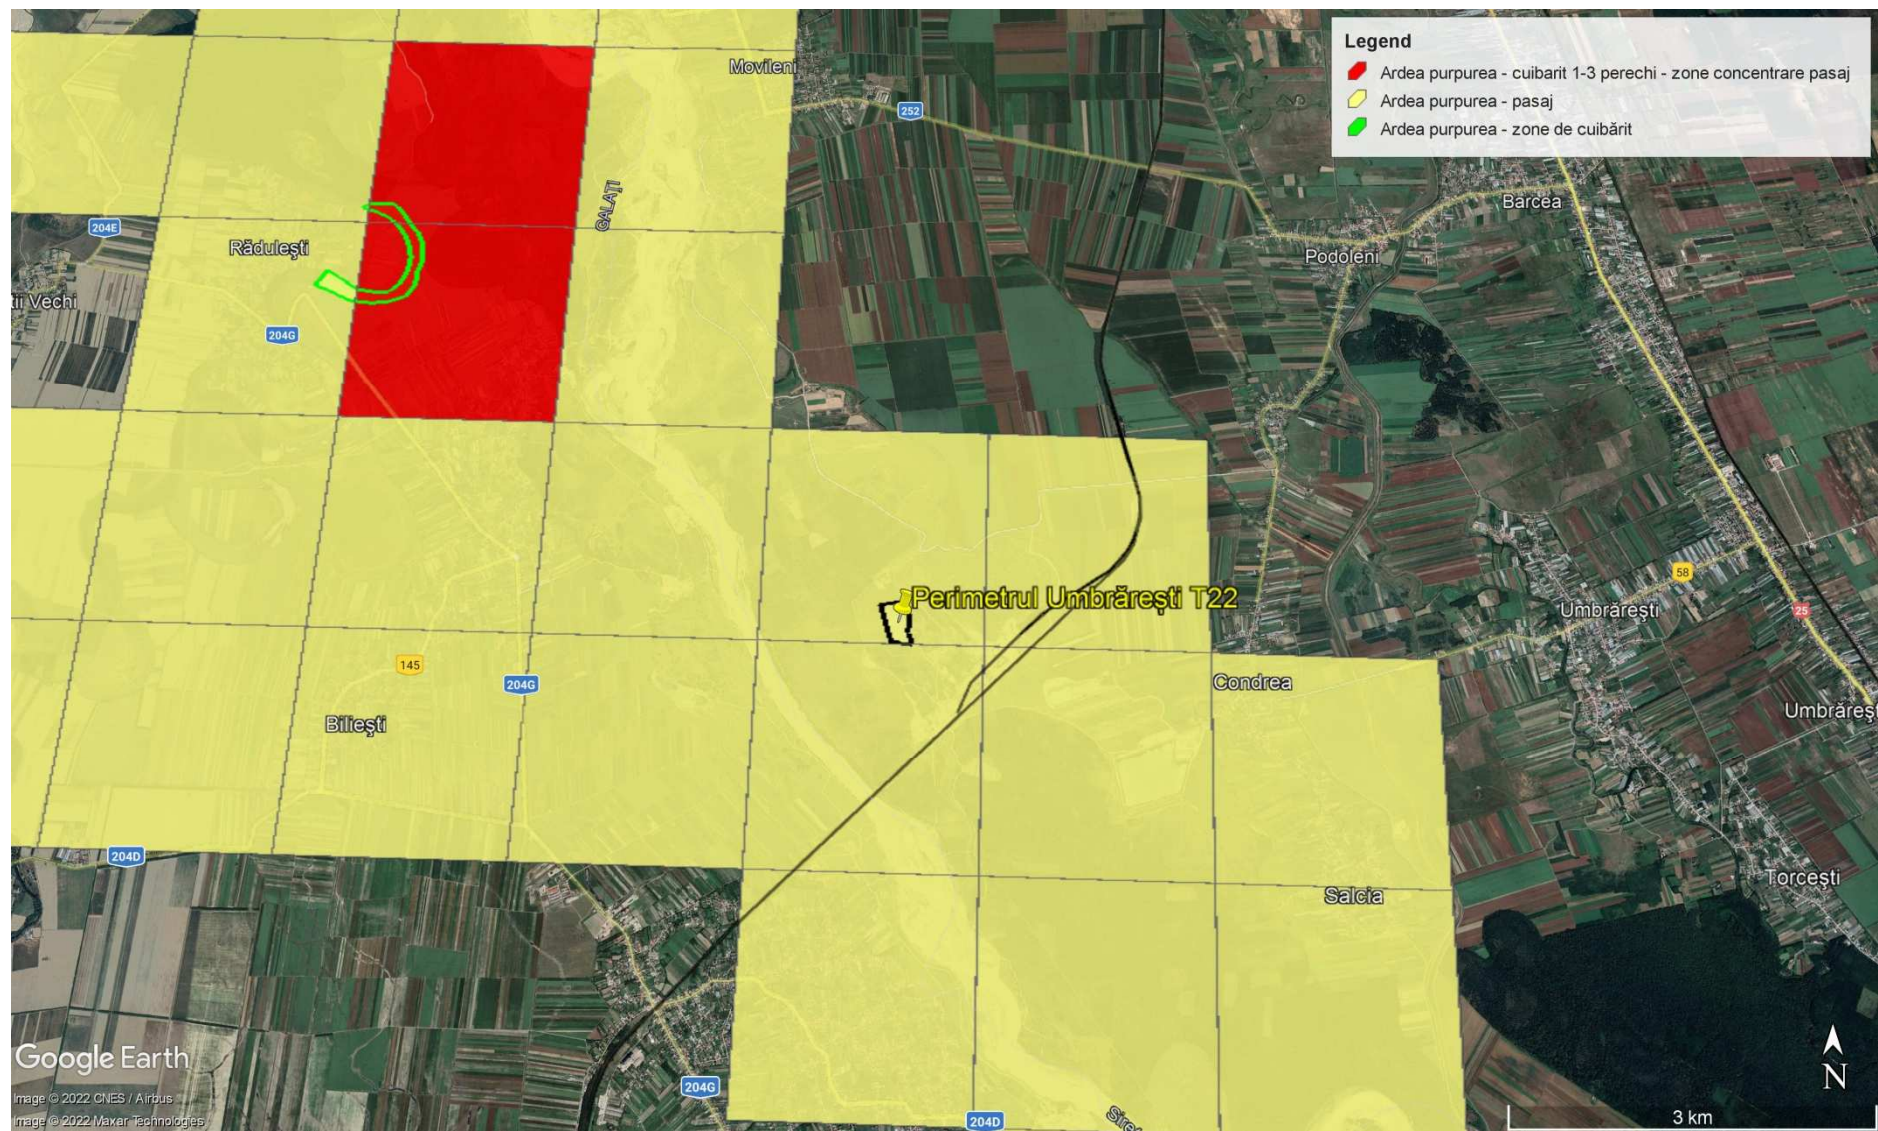 Legend
Ardea purpurea - cuibarit 1-3 perechi - zone concentrare pasaj
Ardea purpurea - pasaj
Ardea purpurea - zone de cuibărit
Movileni
252
GALAȚI
Barcea
204E
Rădulești
Podoleni
ții Vechi
204G
58
Perimetrul Umbrărești T22
Umbrărești
25
145
204G
Condrea
Biliești
Umbrărești
204D
Torcești
Salcia
Google Earth
N
204G
Image © 2022 CNES / Airbus
Image © 2022 Maxar Technologies
204D
Siret
3 km